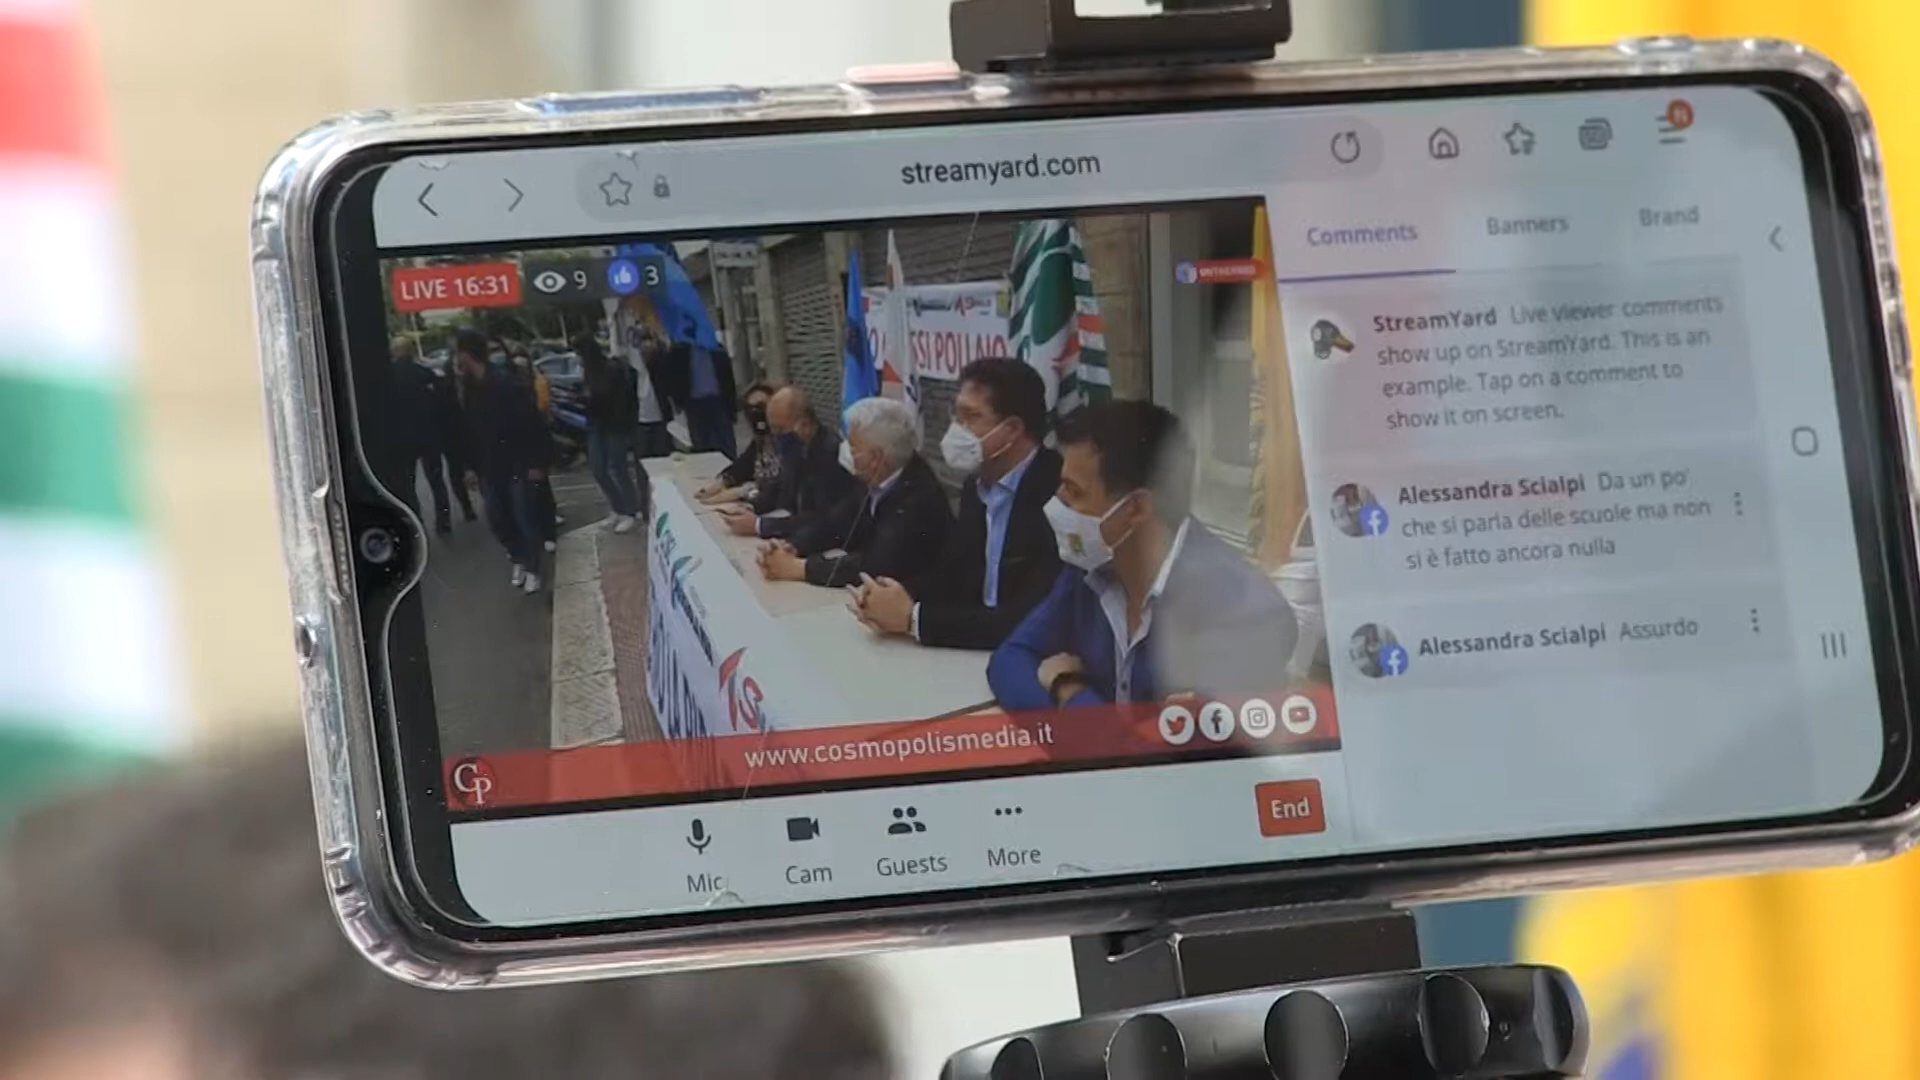 streamyard.com
LIVE 16:31
9
3
N
Comments
Banners
Brand
StreamYard Live viewer comments
show up on StreamYard. This is an
example. Tap on a comment to
show it on screen.
Alessandra Scialpi Da un po'
che si parla delle scuole ma non
si è fatto ancora nulla
Alessandra Scialpi Assurdo
SSI POLLAIO
www.cosmopolismedia.it
CP
Mic
Cam
Guests
More
End